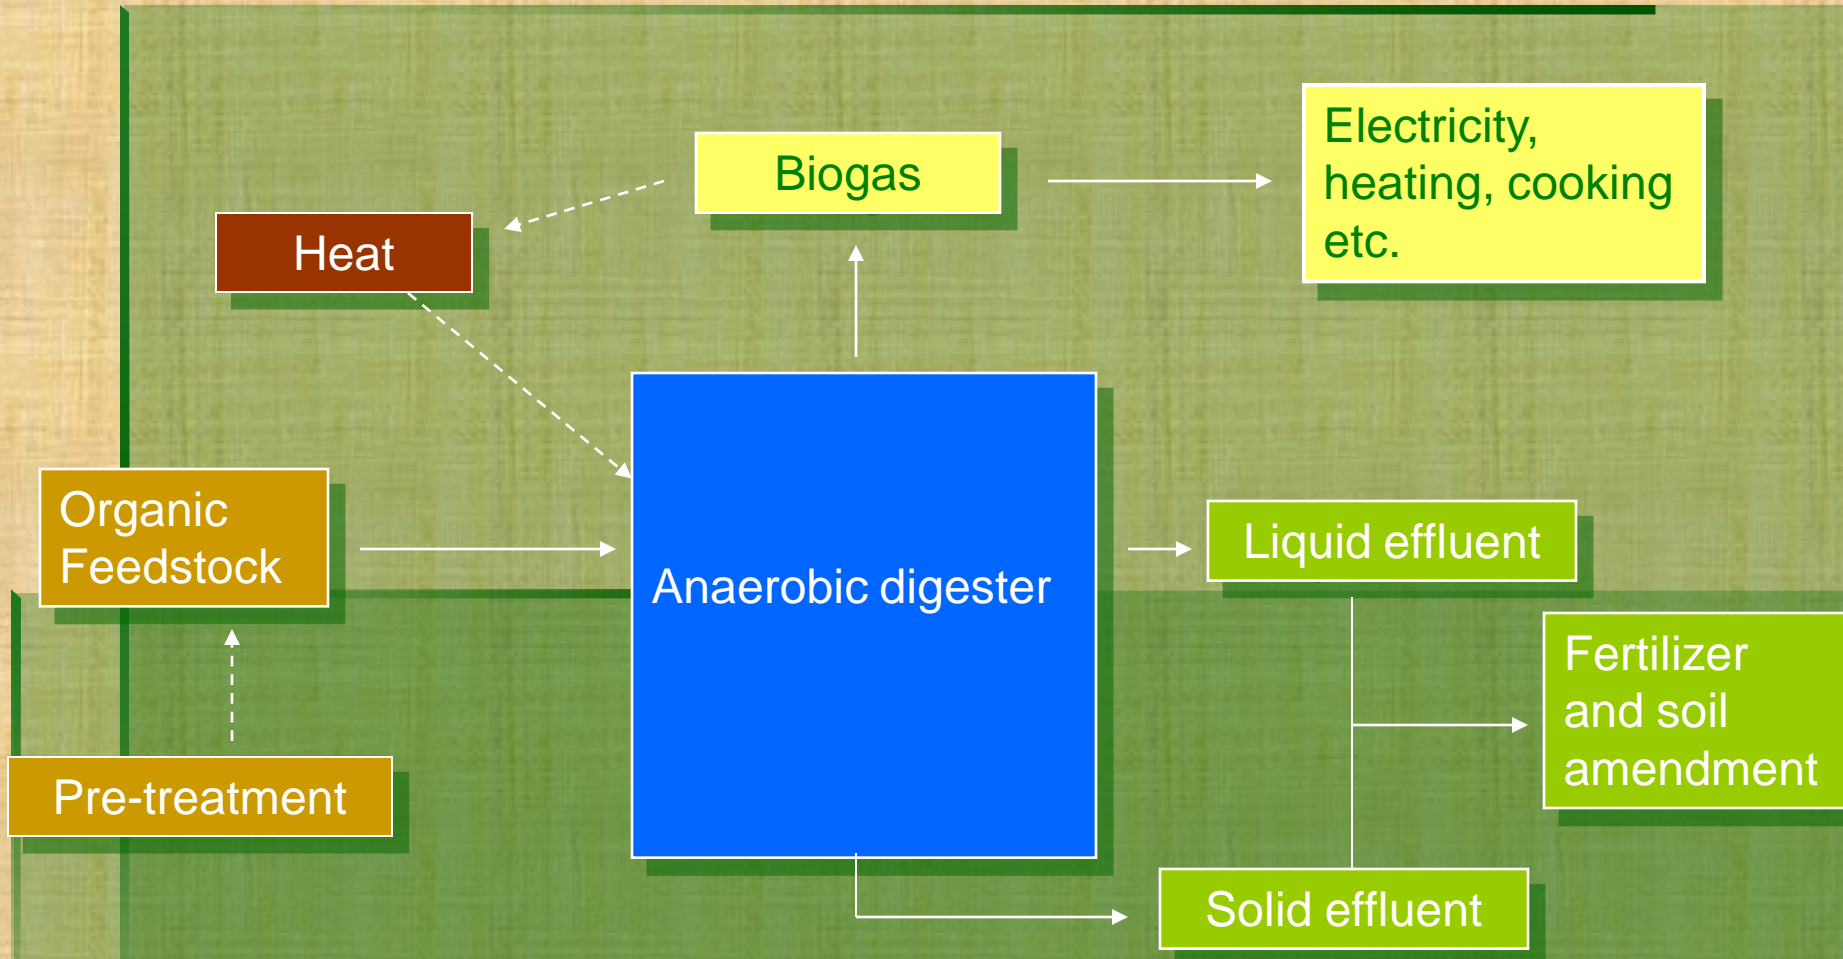 Electricity,
heating, cooking
etc.
Biogas
Heat
Organic
Feedstock
Anaerobic digester
Liquid effluent
Fertilizer
and soil
amendment
Pre-treatment
Solid effluent